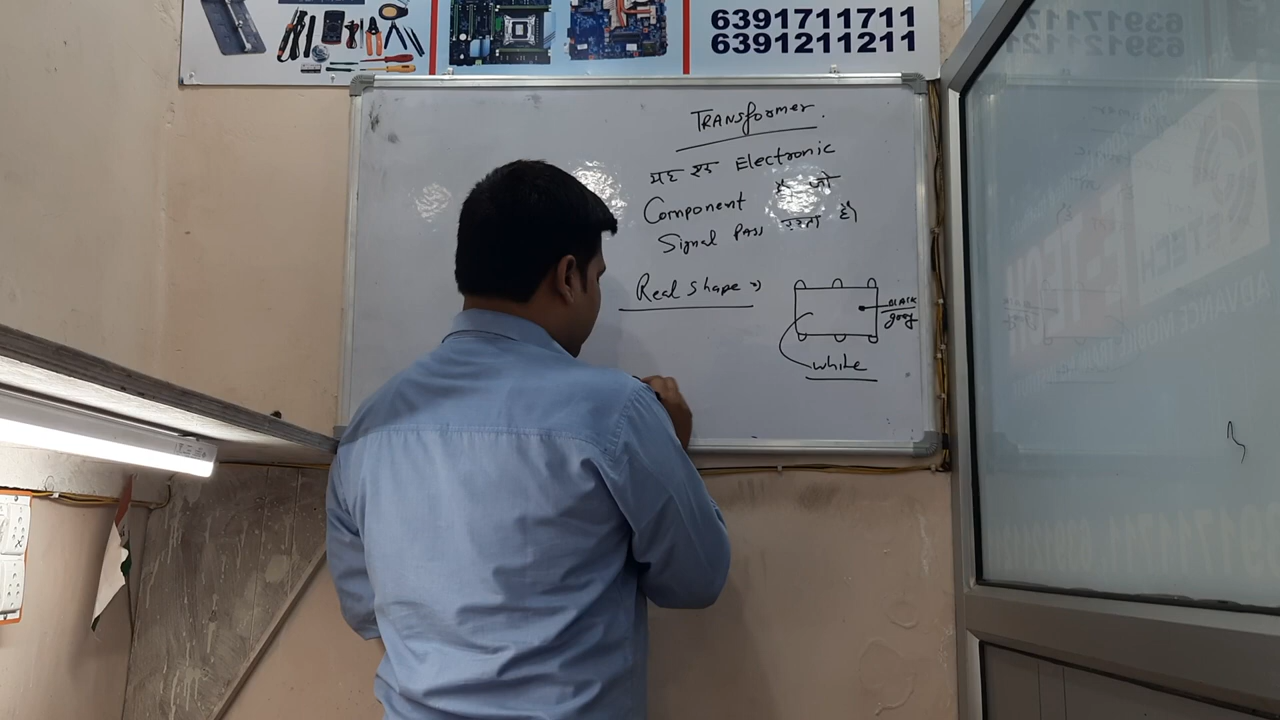 6391711711
6391211211
TRANSformer.
यह एक Electronic
Component है। जो
Signal Pass करता है।
Real Shape
BLACK
grey
white